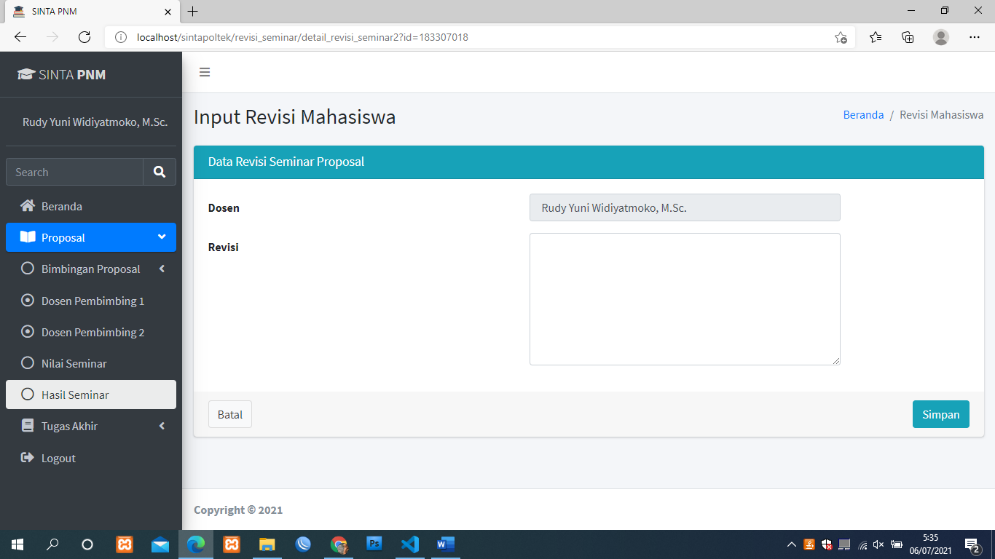 SINTA PNM
localhost/sintapoltek/revisi_seminar/detail_revisi_seminar2?id=183307018
SINTA PNM
Rudy Yuni Widiyatmoko, M.Sc.
Search
Beranda
Proposal
Bimbingan Proposal
Dosen Pembimbing 1
Dosen Pembimbing 2
Nilai Seminar
Hasil Seminar
Tugas Akhir
Logout
Input Revisi Mahasiswa
Beranda / Revisi Mahasiswa
Data Revisi Seminar Proposal
Dosen
Rudy Yuni Widiyatmoko, M.Sc.
Revisi
Batal
Simpan
Copyright © 2021
Ps
5:35
06/07/2021
2